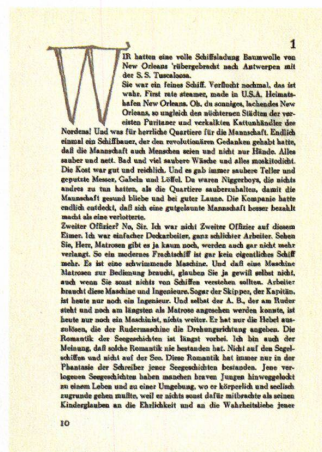 1
WIR hatten eine volle Schiffsladung Baumwolle von
New Orleans 'rübergebracht nach Antwerpen mit
der S. S. Tuscaloosa.
Sie war ein feines Schiff. Verflucht nochmal, das ist
wahr. First rate steamer, made in U.S.A. Heimats-
hafen New Orleans. Oh, du sonniges, lachendes New
Orleans, so ungleich den nüchternen Städten der ver-
eisten Puritaner und verkalkten Kattunhändler des
Nordens! Und was für herrliche Quartiere für die Mannschaft. Endlich
einmal ein Schiffbauer, der den revolutionären Gedanken gehabt hatte,
daß die Mannschaft auch Menschen seien und nicht nur Hände. Alles
sauber und nett. Bad und viel saubere Wäsche und alles moskitodicht.
Die Kost war gut und reichlich. Und es gab immer saubere Teller und
geputzte Messer, Gabeln und Löffel. Da waren Niggerboys, die nichts
andres zu tun hatten, als die Quartiere sauberzuhalten, damit die
Mannschaft gesund bliebe und bei guter Laune. Die Kompanie hatte
endlich entdeckt, daß sich eine gutgelaunte Mannschaft besser bezahlt
macht als eine verlotterte.
Zweiter Offizier? No, Sir. Ich war nicht Zweiter Offizier auf diesem
Eimer. Ich war einfacher Deckarbeiter, ganz schlichter Arbeiter. Sehen
Sie, Herr, Matrosen gibt es ja kaum noch, werden auch gar nicht mehr
verlangt. So ein modernes Frachtschiff ist gar kein eigentliches Schiff
mehr. Es ist eine schwimmende Maschine. Und daß eine Maschine
Matrosen zur Bedienung braucht, glauben Sie ja gewiß selbst nicht,
auch wenn Sie sonst nichts von Schiffen verstehen sollten. Arbeiter
braucht diese Maschine und Ingenieure. Sogar der Skipper, der Kapitän,
ist heute nur noch ein Ingenieur. Und selbst der A. B., der am Ruder
steht und noch am längsten als Matrose angesehen werden konnte, ist
heute nur noch ein Maschinist, nichts weiter. Er hat nur die Hebel aus-
zulösen, die der Rudermaschine die Drehungsrichtung angeben. Die
Romantik der Seegeschichten ist längst vorbei. Ich bin auch der
Meinung, daß solche Romantik nie bestanden hat. Nicht auf den Segel-
schiffen und nicht auf der See. Diese Romantik hat immer nur in der
Phantasie der Schreiber jener Seegeschichten bestanden. Jene ver-
logenen Seegeschichten haben manchen braven Jungen hinweggelockt
zu einem Leben und zu einer Umgebung, wo er körperlich und seelisch
zugrunde gehen mußte, weil er nichts sonst dafür mitbrachte als seinen
Kinderglauben an die Ehrlichkeit und an die Wahrheitsliebe jener
10